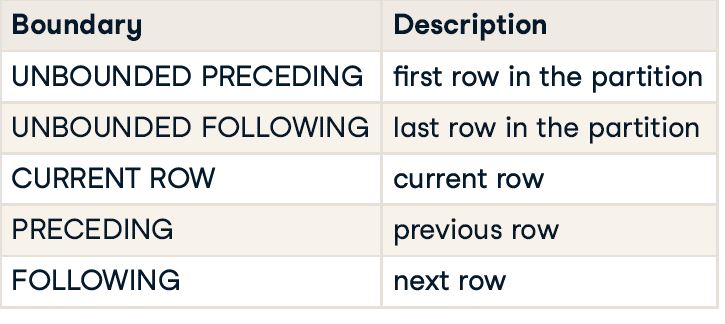 Boundary Description
UNBOUNDED PRECEDING first row in the partition
UNBOUNDED FOLLOWING last row in the partition
CURRENT ROW current row
PRECEDING previous row
FOLLOWING next row